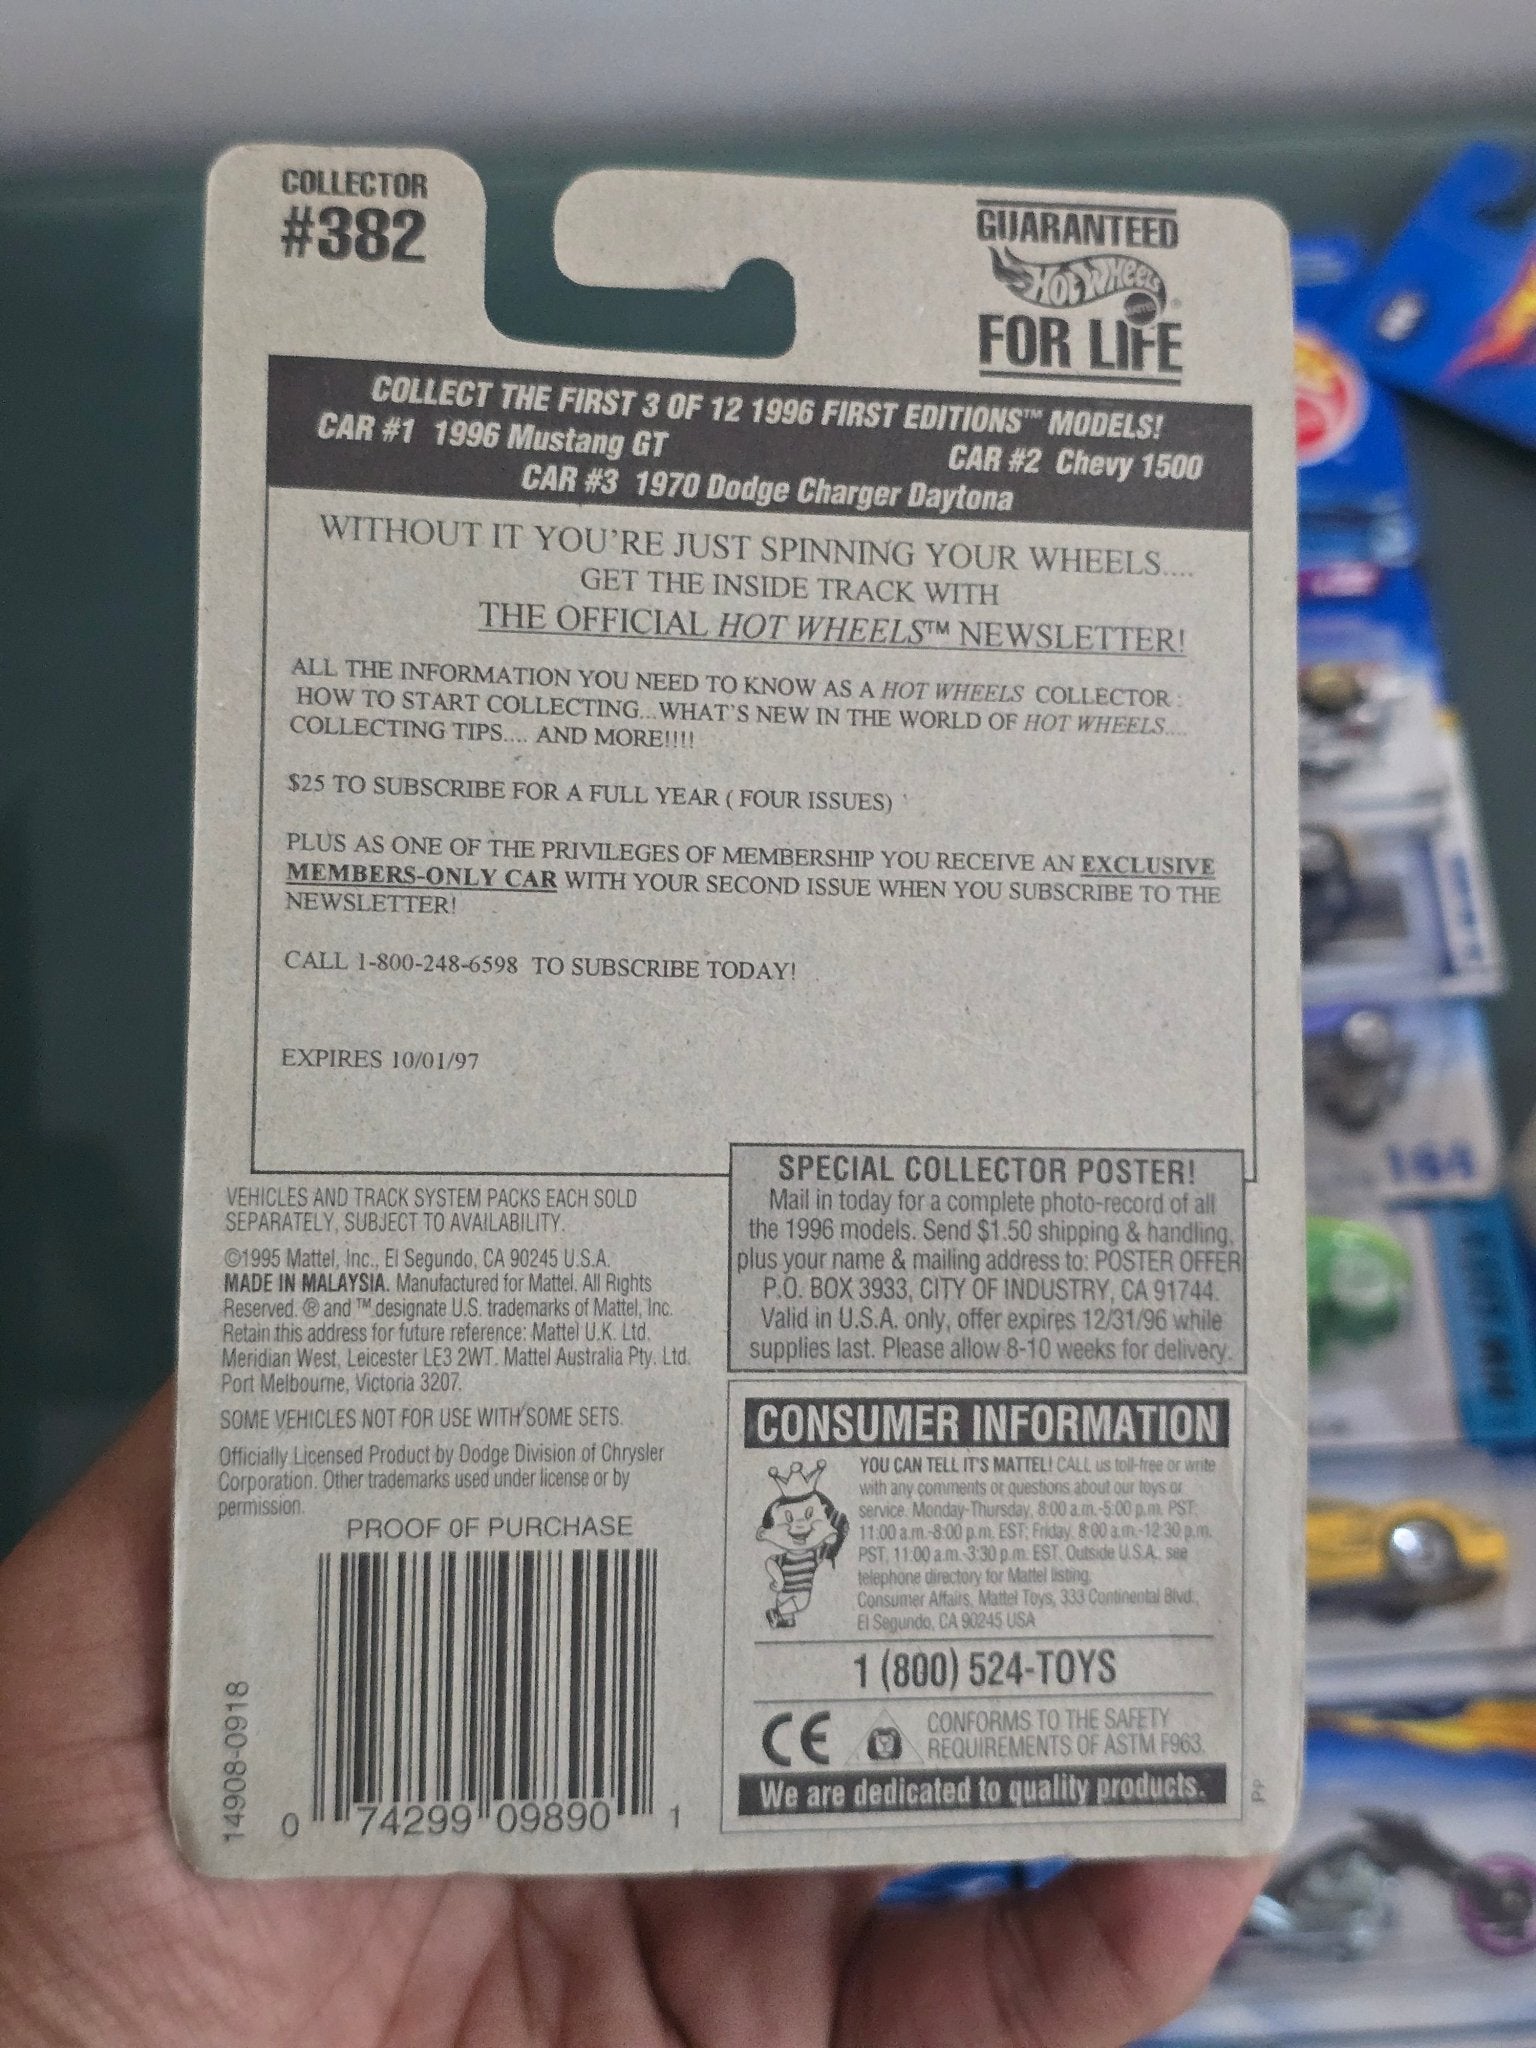 COLLECTOR
#382
GUARANTEED
HOT WHEELS
FOR LIFE
COLLECT THE FIRST 3 OF 12 1996 FIRST EDITIONS™ MODELS!
CAR #1 1996 Mustang GT CAR #2 Chevy 1500
CAR #3 1970 Dodge Charger Daytona
WITHOUT IT YOU'RE JUST SPINNING YOUR WHEELS....
GET THE INSIDE TRACK WITH
THE OFFICIAL HOT WHEELS™ NEWSLETTER!
ALL THE INFORMATION YOU NEED TO KNOW AS A HOT WHEELS COLLECTOR :
HOW TO START COLLECTING...WHAT'S NEW IN THE WORLD OF HOT WHEELS....
COLLECTING TIPS.... AND MORE!!!!
$25 TO SUBSCRIBE FOR A FULL YEAR ( FOUR ISSUES)
PLUS AS ONE OF THE PRIVILEGES OF MEMBERSHIP YOU RECEIVE AN EXCLUSIVE
MEMBERS-ONLY CAR WITH YOUR SECOND ISSUE WHEN YOU SUBSCRIBE TO THE
NEWSLETTER!
CALL 1-800-248-6598 TO SUBSCRIBE TODAY!
EXPIRES 10/01/97
VEHICLES AND TRACK SYSTEM PACKS EACH SOLD
SEPARATELY, SUBJECT TO AVAILABILITY.
©1995 Mattel, Inc., El Segundo, CA 90245 U.S.A.
MADE IN MALAYSIA. Manufactured for Mattel. All Rights
Reserved. ® and ™ designate U.S. trademarks of Mattel, Inc.
Retain this address for future reference: Mattel U.K. Ltd.
Meridian West, Leicester LE3 2WT. Mattel Australia Pty. Ltd.
Port Melbourne, Victoria 3207.
SOME VEHICLES NOT FOR USE WITH SOME SETS.
Officially Licensed Product by Dodge Division of Chrysler
Corporation. Other trademarks used under license or by
permission.
PROOF OF PURCHASE
14908-0918
0 74299 09890 1
SPECIAL COLLECTOR POSTER!
Mail in today for a complete photo-record of all
the 1996 models. Send $1.50 shipping & handling,
plus your name & mailing address to: POSTER OFFER
P.O. BOX 3933, CITY OF INDUSTRY, CA 91744.
Valid in U.S.A. only, offer expires 12/31/96 while
supplies last. Please allow 8-10 weeks for delivery.
CONSUMER INFORMATION
YOU CAN TELL IT'S MATTEL! CALL us toll-free or write
with any comments or questions about our toys or
service. Monday-Thursday, 8:00 a.m.-5:00 p.m. PST
11:00 a.m.-8:00 p.m. EST; Friday, 8:00 a.m.-12:30 p.m.
PST, 11:00 a.m.-3:30 p.m. EST. Outside U.S.A., see
telephone directory for Mattel listing.
Consumer Affairs, Mattel Toys, 333 Continental Blvd.,
El Segundo, CA 90245 USA
1 (800) 524-TOYS
CE CONFORMS TO THE SAFETY
REQUIREMENTS OF ASTM F963.
We are dedicated to quality products.
PP